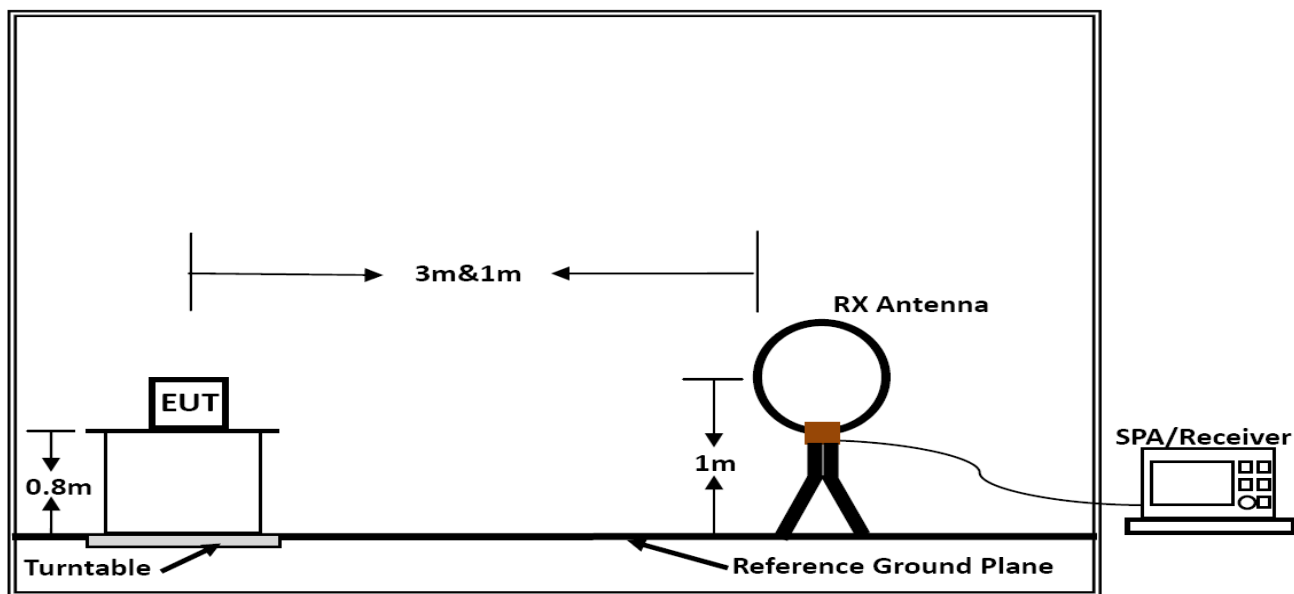 3m&1m
RX Antenna
EUT
SPA/Receiver
1m
0.8m
Turntable
Reference Ground Plane